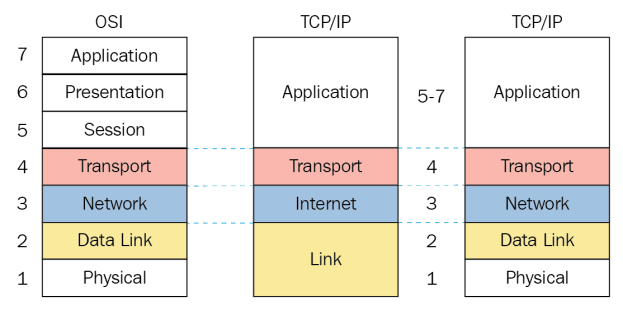 OSI TCP/IP TCP/IP
7 Application Application 5-7 Application
6 Presentation
5 Session
4 Transport Transport 4 Transport
3 Network Internet 3 Network
2 Data Link Link 2 Data Link
1 Physical 1 Physical